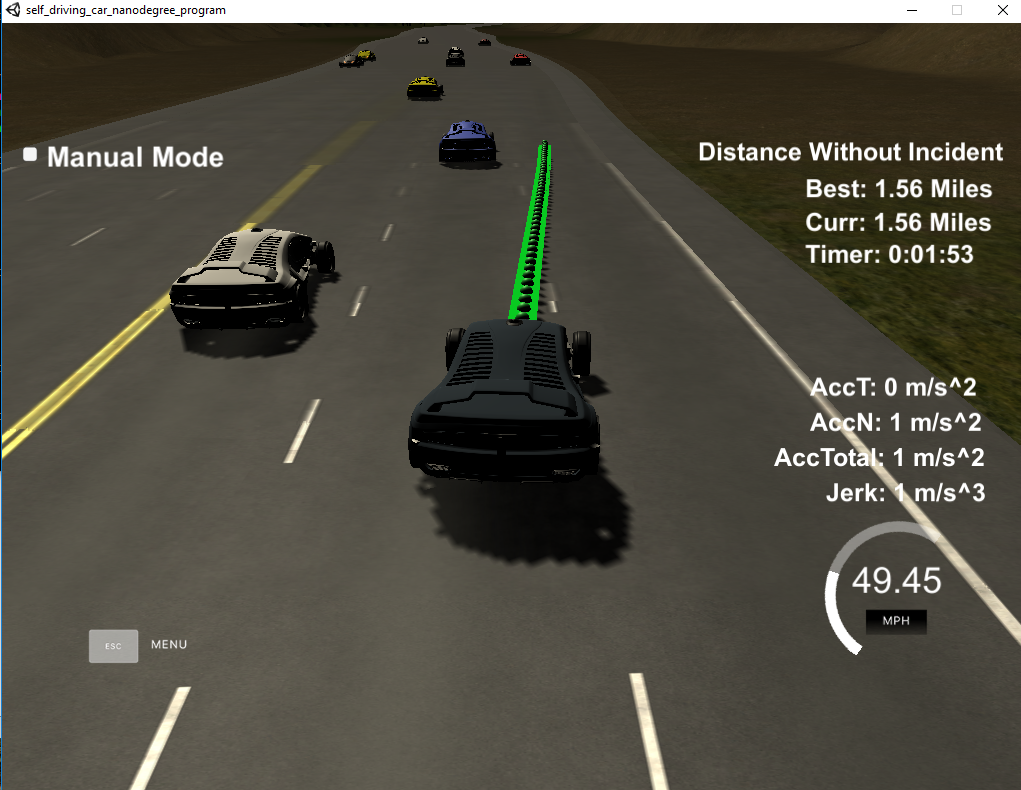 self_driving_car_nanodegree_program
Manual Mode
Distance Without Incident
Best: 1.56 Miles
Curr: 1.56 Miles
Timer: 0:01:53
AccT: 0 m/s^2
AccN: 1 m/s^2
AccTotal: 1 m/s^2
Jerk: 1 m/s^3
49.45
MPH
ESC MENU